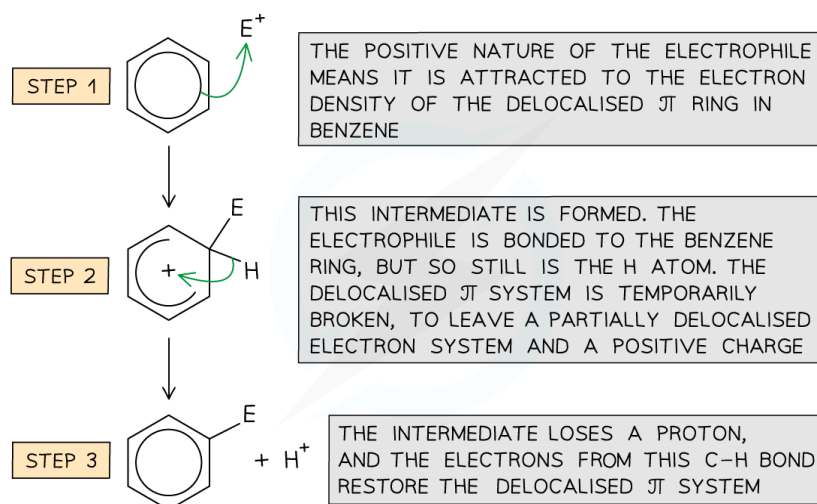 E+
STEP 1
THE POSITIVE NATURE OF THE ELECTROPHILE
MEANS IT IS ATTRACTED TO THE ELECTRON
DENSITY OF THE DELOCALISED π RING IN
BENZENE
E
H
+
STEP 2
THIS INTERMEDIATE IS FORMED. THE
ELECTROPHILE IS BONDED TO THE BENZENE
RING, BUT SO STILL IS THE H ATOM. THE
DELOCALISED π SYSTEM IS TEMPORARILY
BROKEN, TO LEAVE A PARTIALLY DELOCALISED
ELECTRON SYSTEM AND A POSITIVE CHARGE
E
STEP 3
+ H+
THE INTERMEDIATE LOSES A PROTON,
AND THE ELECTRONS FROM THIS C–H BOND
RESTORE THE DELOCALISED π SYSTEM